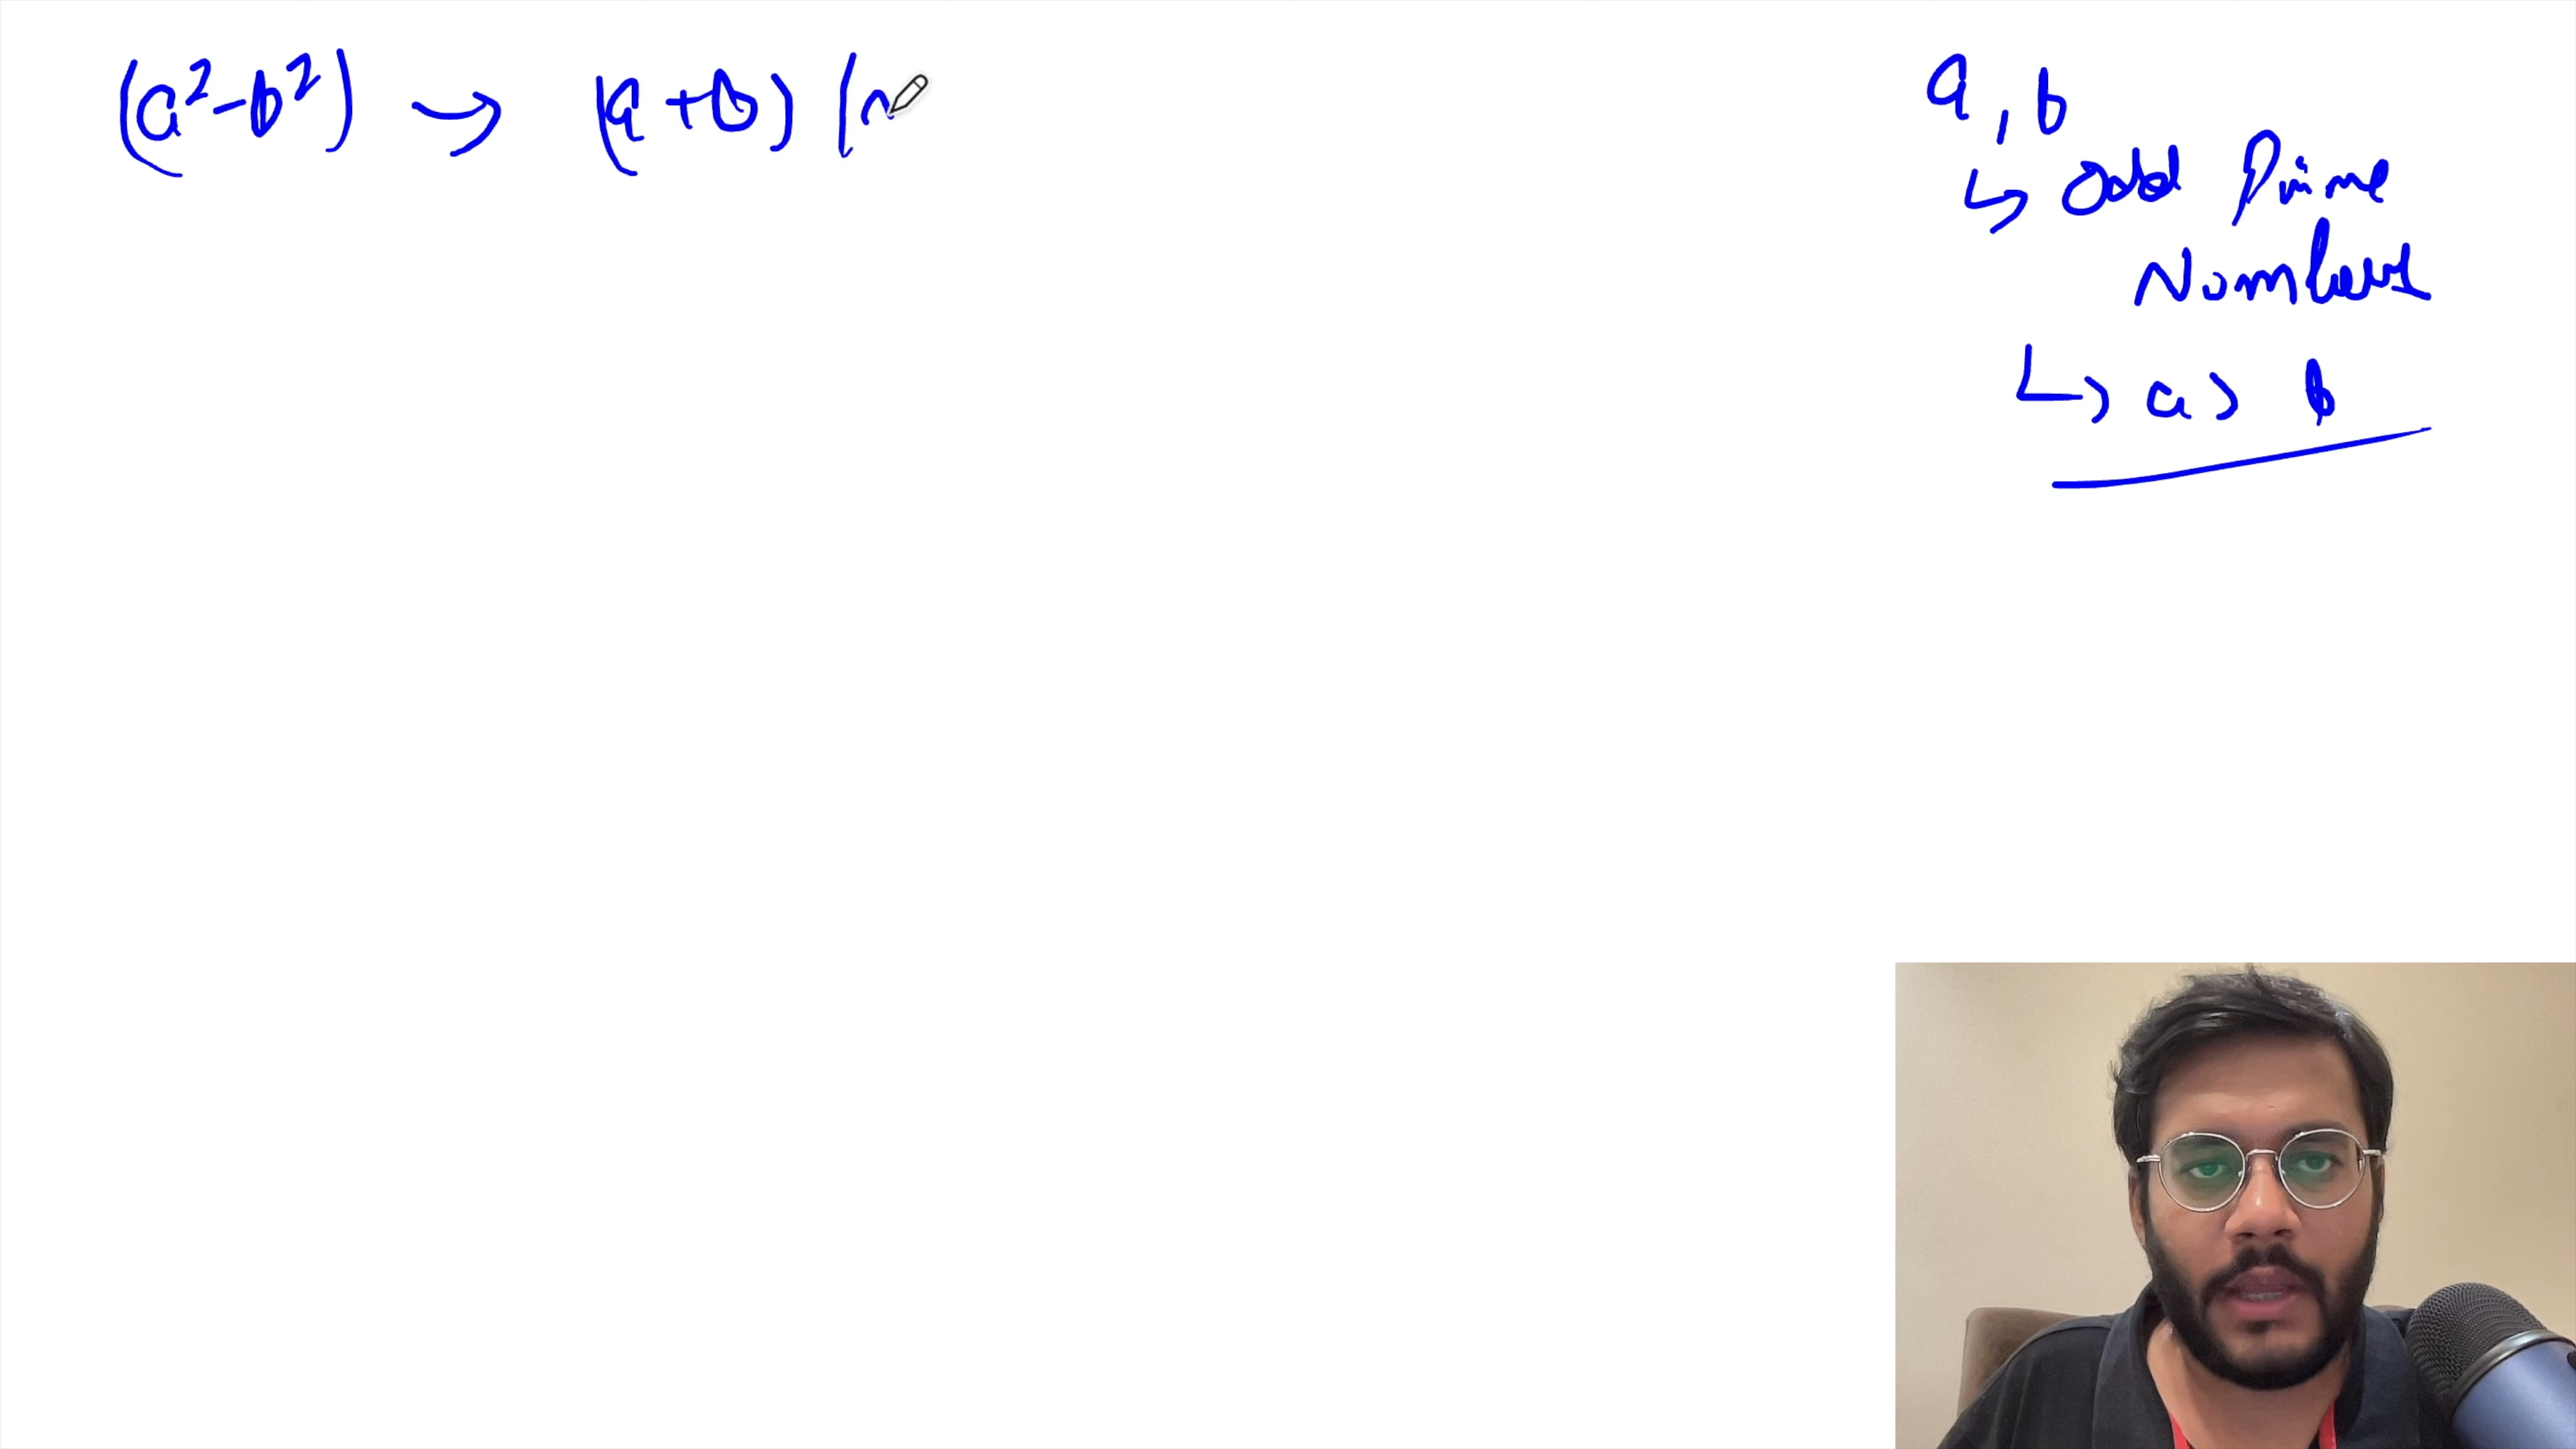 (a²-b²) → (a+b) (
a, b
↳ Odd Prime
Numbers
↳ a > b